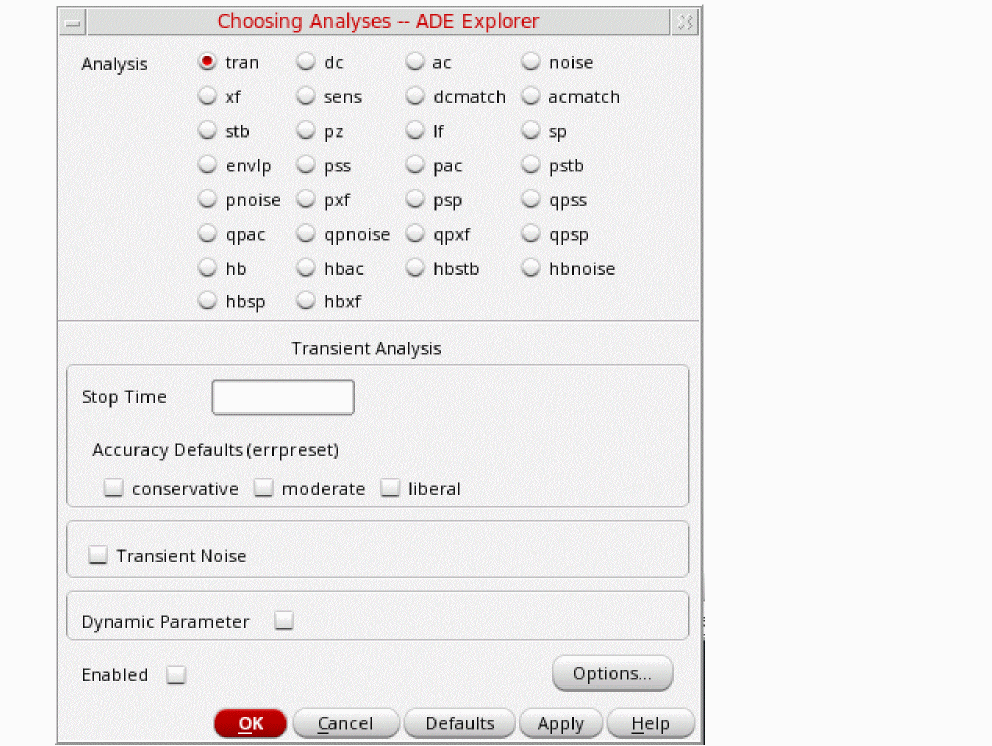 Choosing Analyses -- ADE Explorer
Analysis tran dc ac noise
xf sens dcmatch acmatch
stb pz lf sp
envlp pss pac pstb
pnoise pxf psp qpss
qpac qpnoise qpxf qpsp
hb hbac hbstb hbnoise
hbsp hbxf
Transient Analysis
Stop Time
Accuracy Defaults (errpreset)
conservative moderate liberal
Transient Noise
Dynamic Parameter
Enabled Options...
OK Cancel Defaults Apply Help